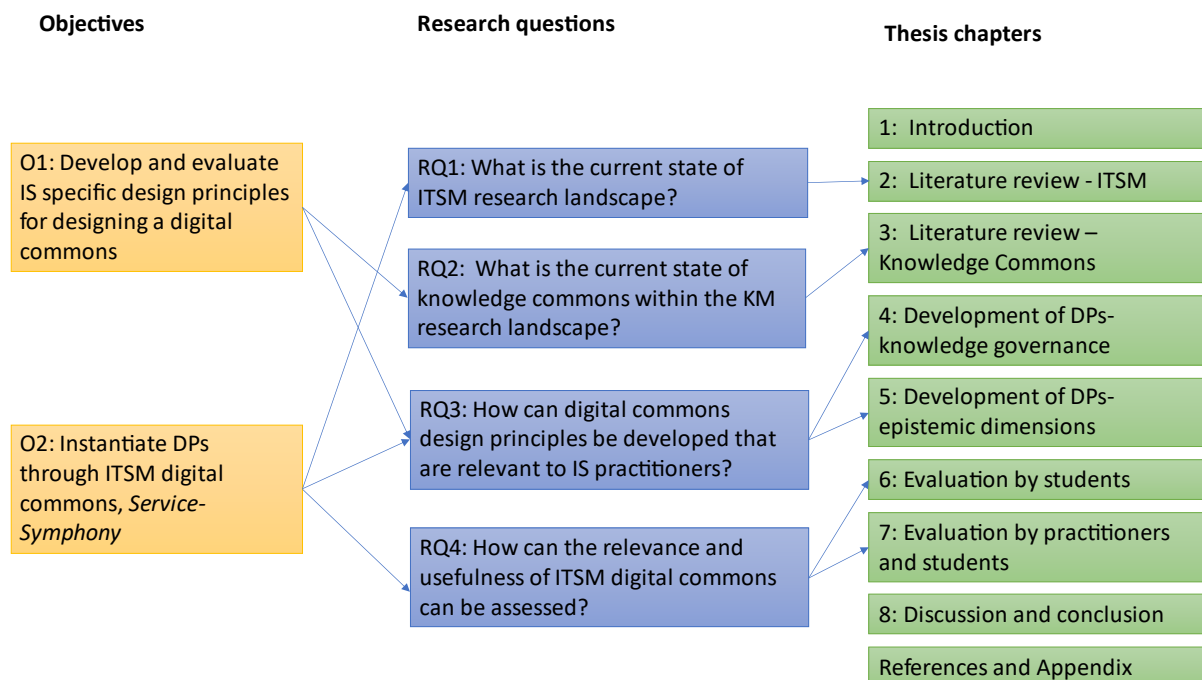 Objectives
Research questions
Thesis chapters
O1: Develop and evaluate
IS specific design principles
for designing a digital
commons
O2: Instantiate DPs
through ITSM digital
commons, Service-
Symphony
RQ1: What is the current state of
ITSM research landscape?
RQ2:  What is the current state of
knowledge commons within the KM
research landscape?
RQ3: How can digital commons
design principles be developed that
are relevant to IS practitioners?
RQ4: How can the relevance and
usefulness of ITSM digital commons
can be assessed?
1:  Introduction
2:  Literature review - ITSM
3:  Literature review –
Knowledge Commons
4: Development of DPs-
knowledge governance
5: Development of DPs-
epistemic dimensions
6: Evaluation by students
7: Evaluation by practitioners
and students
8: Discussion and conclusion
References and Appendix